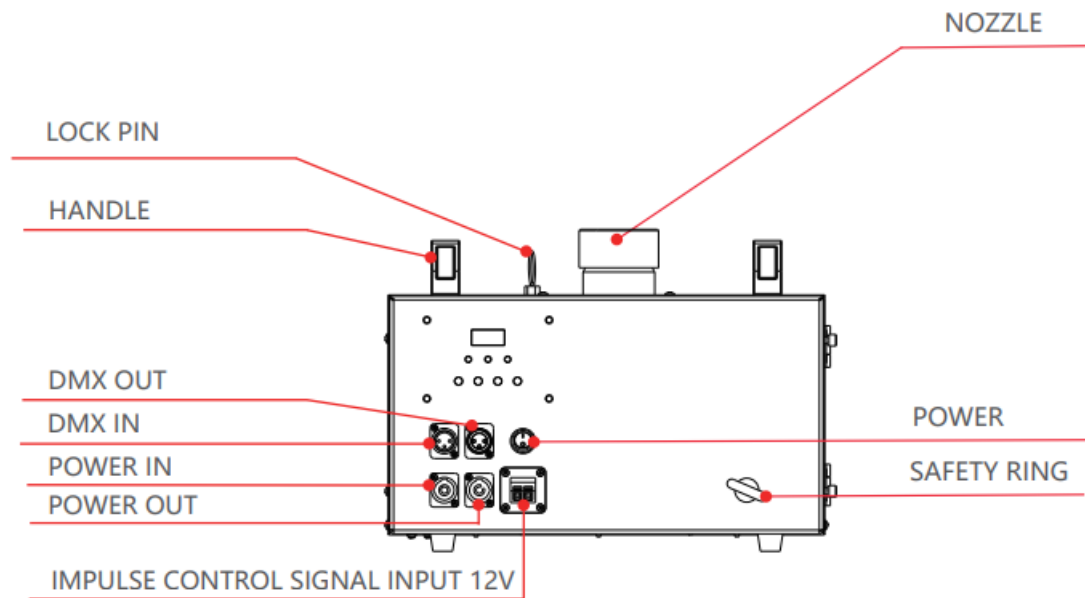 NOZZLE
LOCK PIN
HANDLE
DMX OUT
DMX IN
POWER
POWER IN
SAFETY RING
POWER OUT
IMPULSE CONTROL SIGNAL INPUT 12V